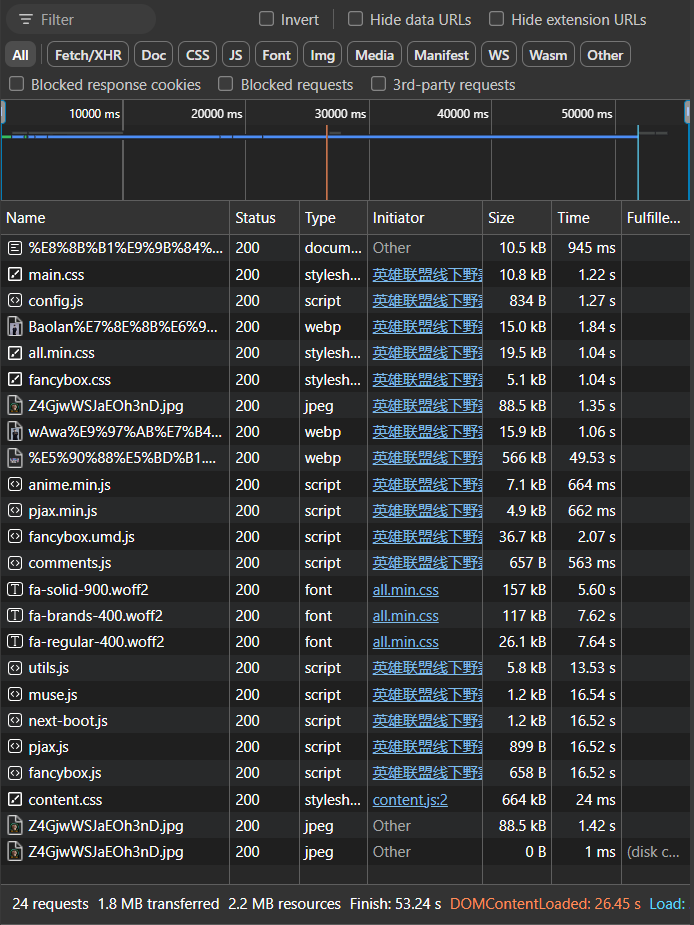 Filter Invert Hide data URLs Hide extension URLs
All Fetch/XHR Doc CSS JS Font Img Media Manifest WS Wasm Other
Blocked response cookies Blocked requests 3rd-party requests
10000 ms 20000 ms 30000 ms 40000 ms 50000 ms
Name Status Type Initiator Size Time Fulfille...
%E8%8B%B1%E9%9B%84%... 200 docum... Other 10.5 kB 945 ms
main.css 200 stylesh... 英雄联盟线下野 10.8 kB 1.22 s
config.js 200 script 英雄联盟线下野 834 B 1.27 s
Baolan%E7%8E%8B%E6%9... 200 webp 英雄联盟线下野 15.0 kB 1.84 s
all.min.css 200 stylesh... 英雄联盟线下野 19.5 kB 1.04 s
fancybox.css 200 stylesh... 英雄联盟线下野 5.1 kB 1.04 s
Z4GjwWSJaEOh3nD.jpg 200 jpeg 英雄联盟线下野 88.5 kB 1.35 s
wAwa%E9%97%AB%E7%B4... 200 webp 英雄联盟线下野 15.9 kB 1.06 s
%E5%90%88%E5%BD%B1.... 200 webp 英雄联盟线下野 566 kB 49.53 s
anime.min.js 200 script 英雄联盟线下野 7.1 kB 664 ms
pjax.min.js 200 script 英雄联盟线下野 4.9 kB 662 ms
fancybox.umd.js 200 script 英雄联盟线下野 36.7 kB 2.07 s
comments.js 200 script 英雄联盟线下野 657 B 563 ms
fa-solid-900.woff2 200 font all.min.css 157 kB 5.60 s
fa-brands-400.woff2 200 font all.min.css 117 kB 7.62 s
fa-regular-400.woff2 200 font all.min.css 26.1 kB 7.64 s
utils.js 200 script 英雄联盟线下野 5.8 kB 13.53 s
muse.js 200 script 英雄联盟线下野 1.2 kB 16.54 s
next-boot.js 200 script 英雄联盟线下野 1.2 kB 16.52 s
pjax.js 200 script 英雄联盟线下野 899 B 16.52 s
fancybox.js 200 script 英雄联盟线下野 658 B 16.52 s
content.css 200 stylesh... content.js:2 664 kB 24 ms
Z4GjwWSJaEOh3nD.jpg 200 jpeg Other 88.5 kB 1.42 s
Z4GjwWSJaEOh3nD.jpg 200 jpeg Other 0 B 1 ms (disk c...
24 requests 1.8 MB transferred 2.2 MB resources Finish: 53.24 s DOMContentLoaded: 26.45 s Load: